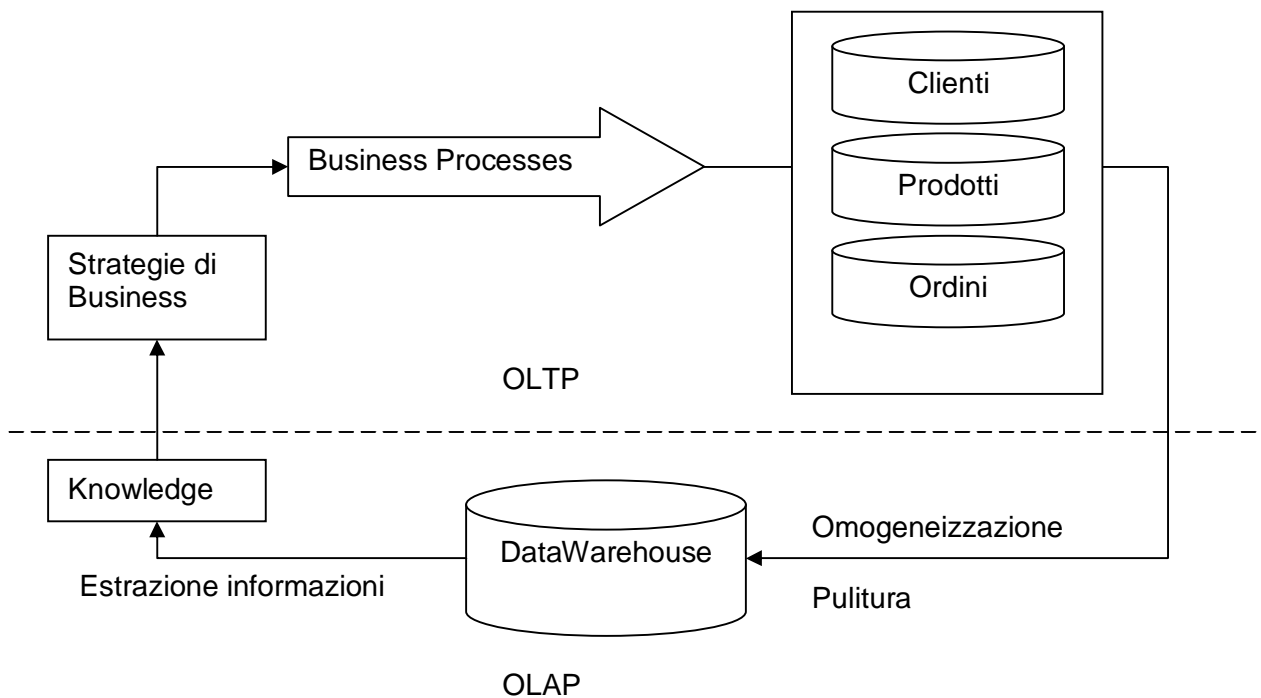 Clienti
Business Processes
Prodotti
Strategie di
Business
Ordini
OLTP
Knowledge
Omogeneizzazione
DataWarehouse
Estrazione informazioni
Pulitura
OLAP